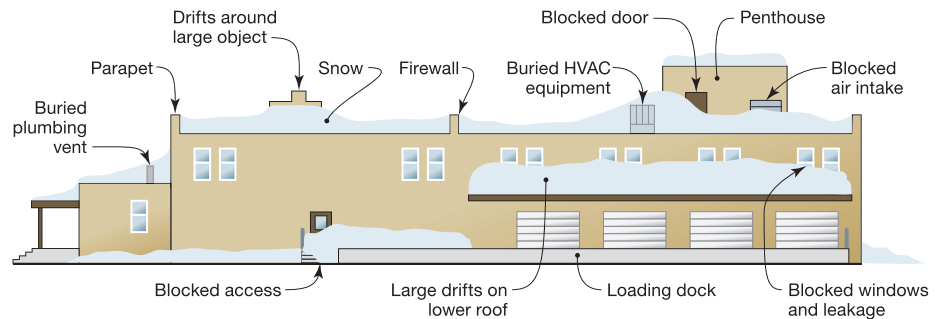 Drifts around
large object
Blocked
door
Penthouse
Parapet
Snow
Firewall
Buried HVAC
equipment
Blocked
air intake
Buried
plumbing
vent
Blocked access
Large drifts on
lower roof
Loading dock
Blocked windows
and leakage